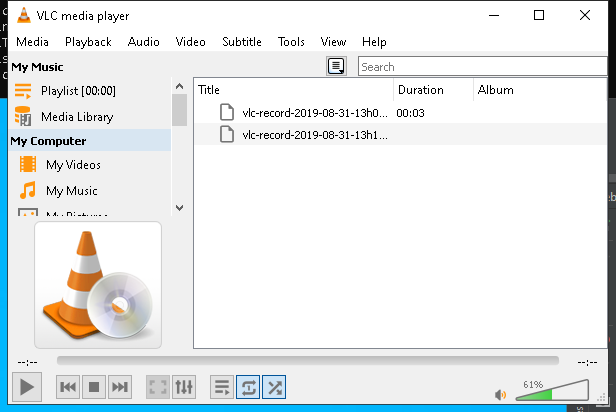 VLC media player
Media Playback Audio Video Subtitle Tools View Help
My Music
Search
Playlist [00:00]
Media Library
My Computer
My Videos
My Music
My Pictures
Title Duration Album
vlc-record-2019-08-31-13h0... 00:03
vlc-record-2019-08-31-13h1...
--:--
--:--
61%